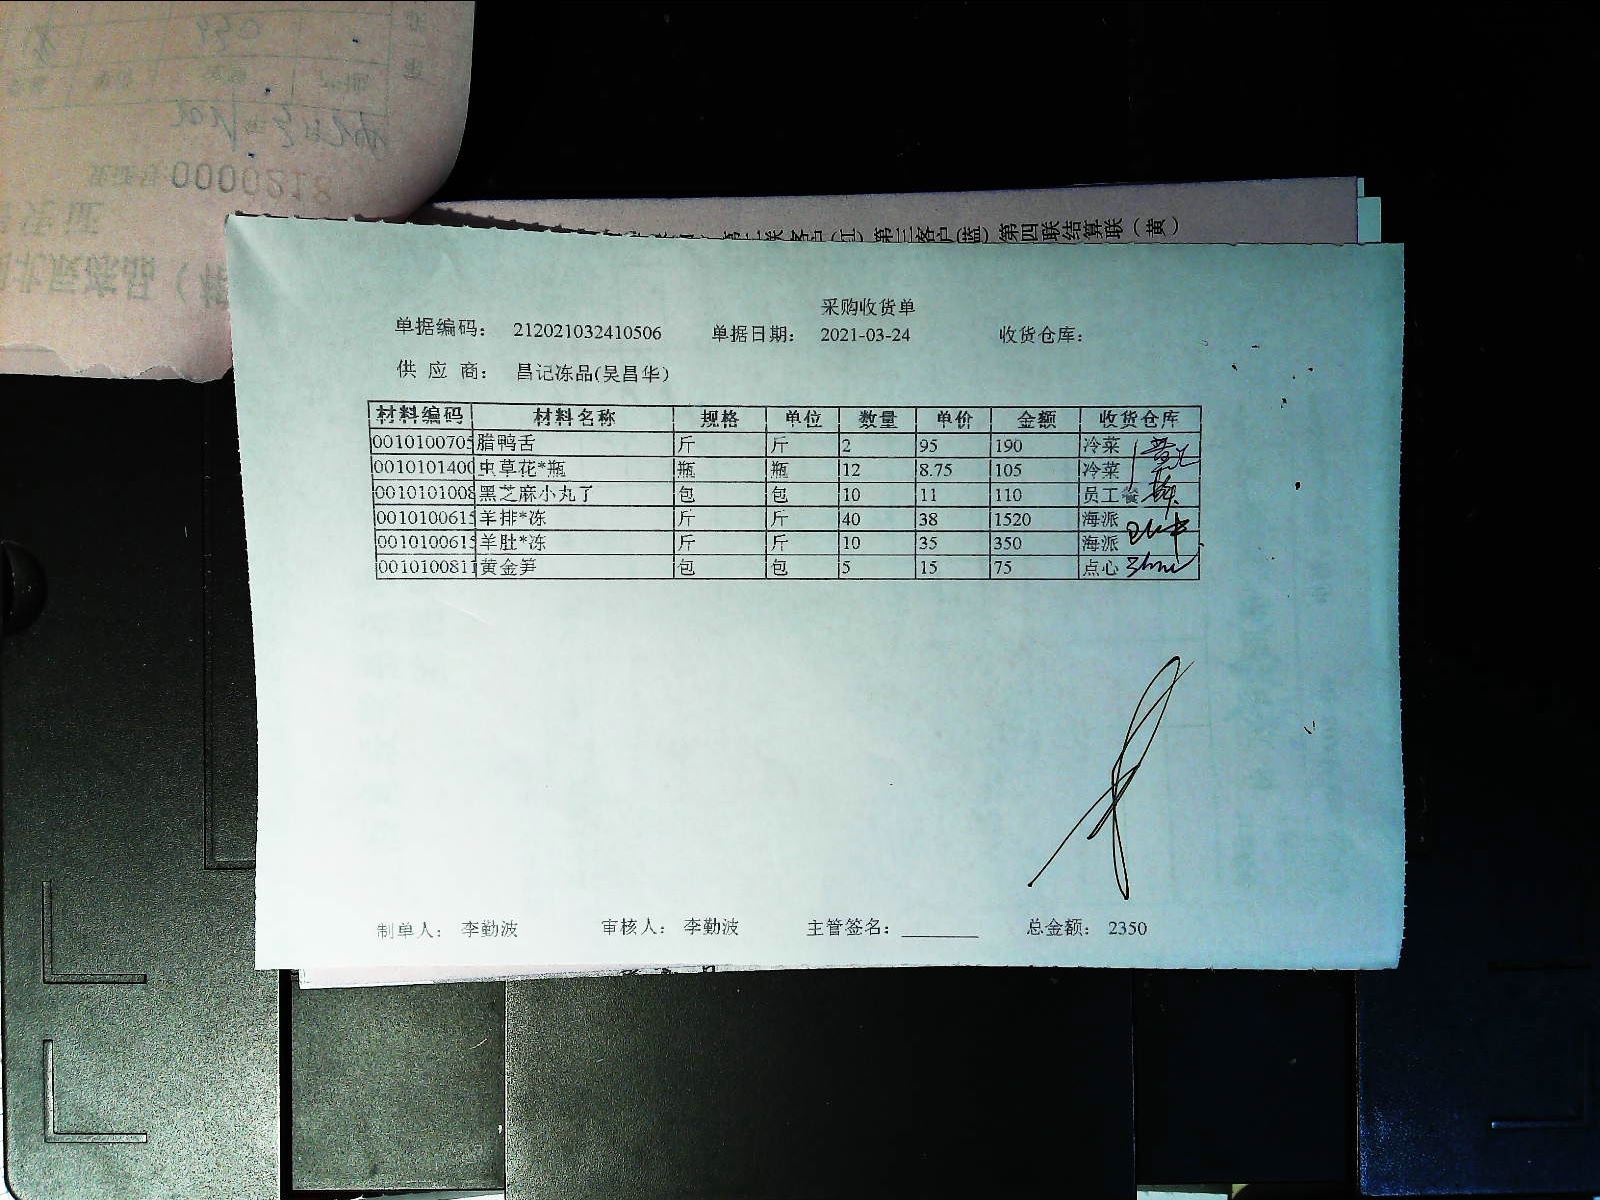 0000218
第四联结算联（黄）
采购收货单
单据编码： 212021032410506 单据日期： 2021-03-24 收货仓库：
供 应 商： 昌记冻品(吴昌华)
材料编码 材料名称 规格 单位 数量 单价 金额 收货仓库
0010100705 腊鸭舌 斤 斤 2 95 190 冷菜
0010101400 虫草花*瓶 瓶 瓶 12 8.75 105 冷菜
0010101008 黑芝麻小丸了 包 包 10 11 110 员工餐
0010100615 羊排*冻 斤 斤 40 38 1520 海派
0010100615 羊肚*冻 斤 斤 10 35 350 海派
0010100811 黄金笋 包 包 5 15 75 点心
制单人： 李勤波 审核人： 李勤波 主管签名： 总金额： 2350